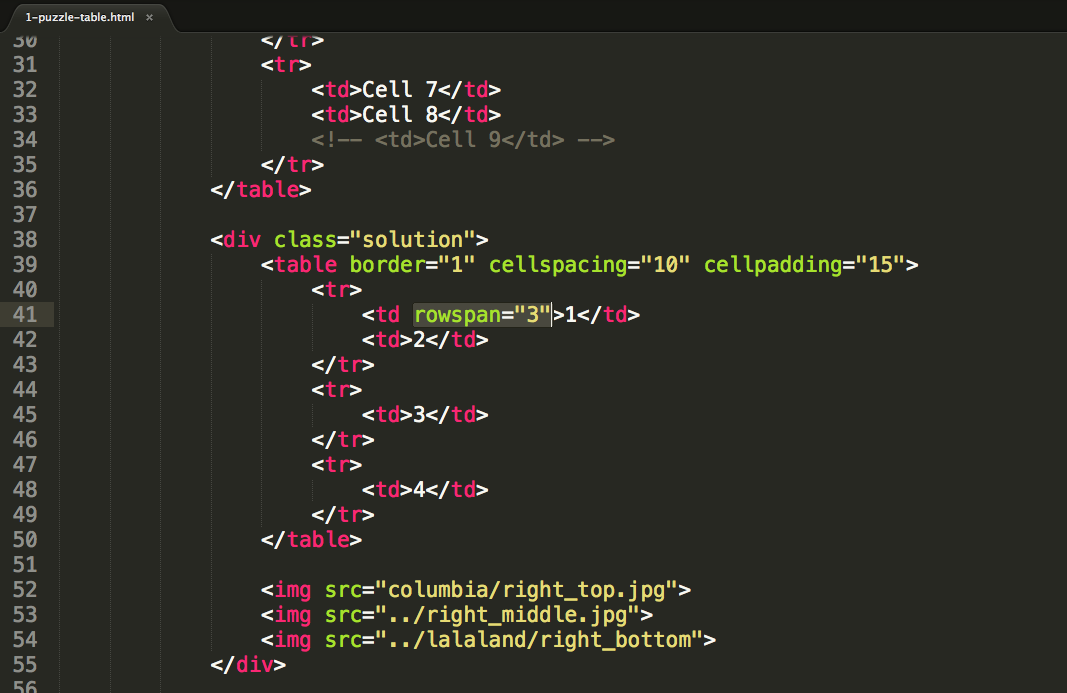 1-puzzle-table.html ×
30 </tr>
31 <tr>
32 <td>Cell 7</td>
33 <td>Cell 8</td>
34 <!-- <td>Cell 9</td> -->
35 </tr>
36 </table>
37
38 <div class="solution">
39 <table border="1" cellspacing="10" cellpadding="15">
40 <tr>
41 <td rowspan="3">1</td>
42 <td>2</td>
43 </tr>
44 <tr>
45 <td>3</td>
46 </tr>
47 <tr>
48 <td>4</td>
49 </tr>
50 </table>
51
52 <img src="columbia/right_top.jpg">
53 <img src="../right_middle.jpg">
54 <img src="../lalaland/right_bottom">
55 </div>
56